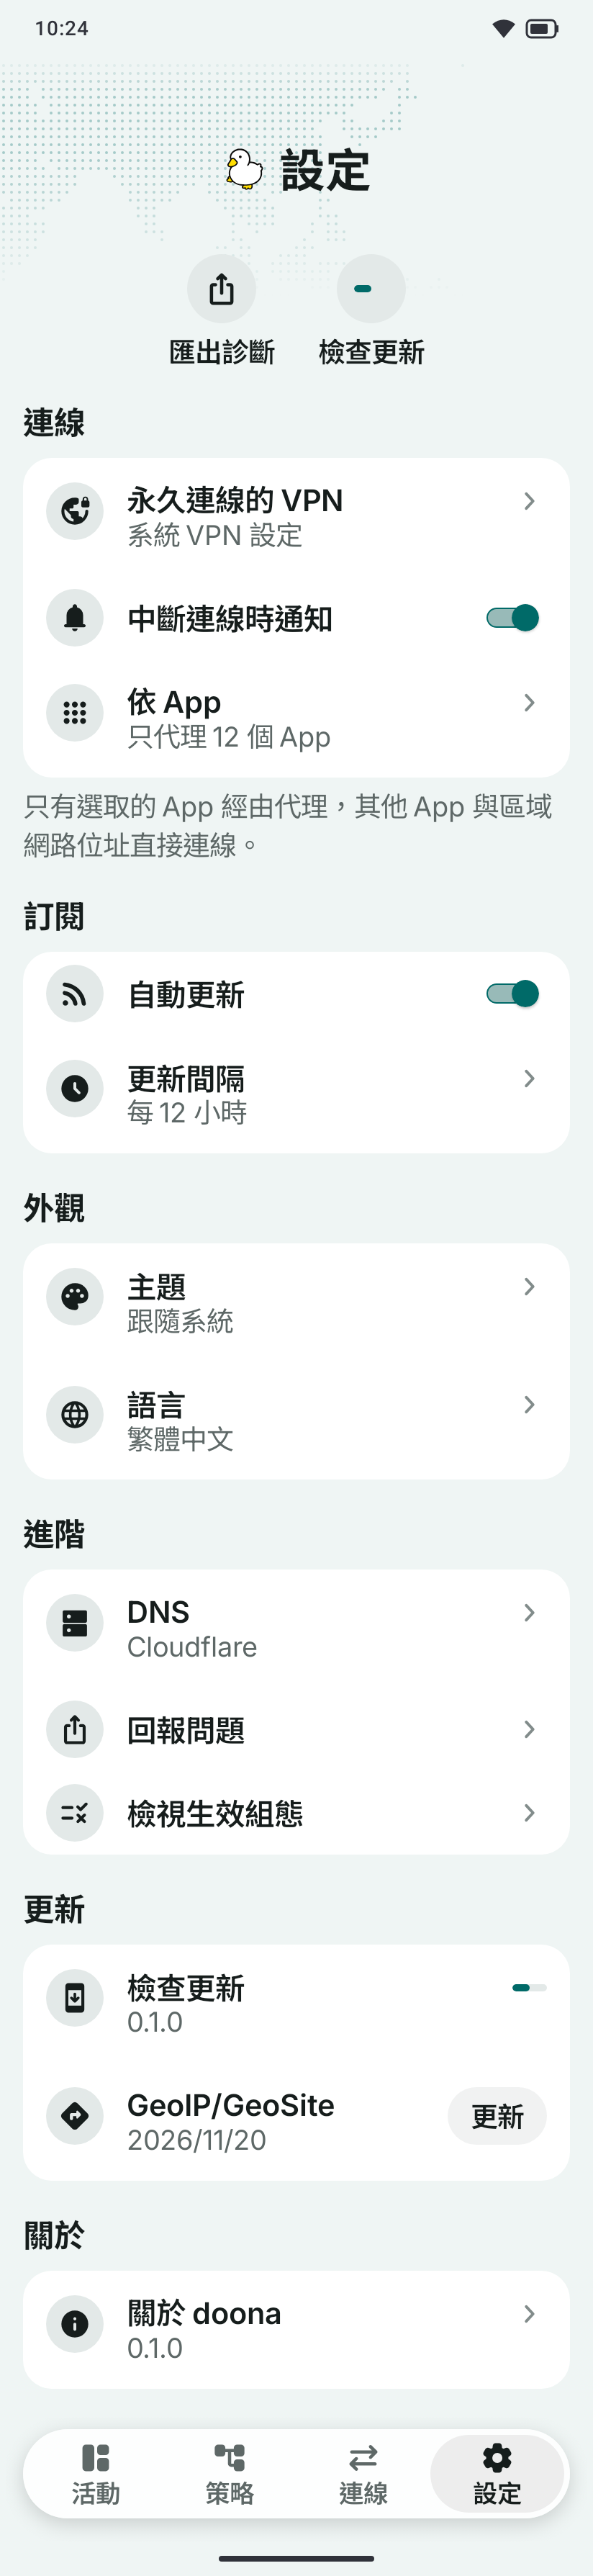 10:24
設定
匯出診斷
檢查更新
連線
永久連線的 VPN
系統 VPN 設定
中斷連線時通知
依 App
只代理 12 個 App
只有選取的 App 經由代理，其他 App 與區域
網路位址直接連線。
訂閱
自動更新
更新間隔
每 12 小時
外觀
主題
跟隨系統
語言
繁體中文
進階
DNS
Cloudflare
回報問題
檢視生效組態
更新
檢查更新
0.1.0
GeoIP/GeoSite
2026/11/20
更新
關於
關於 doona
0.1.0
活動
策略
連線
設定